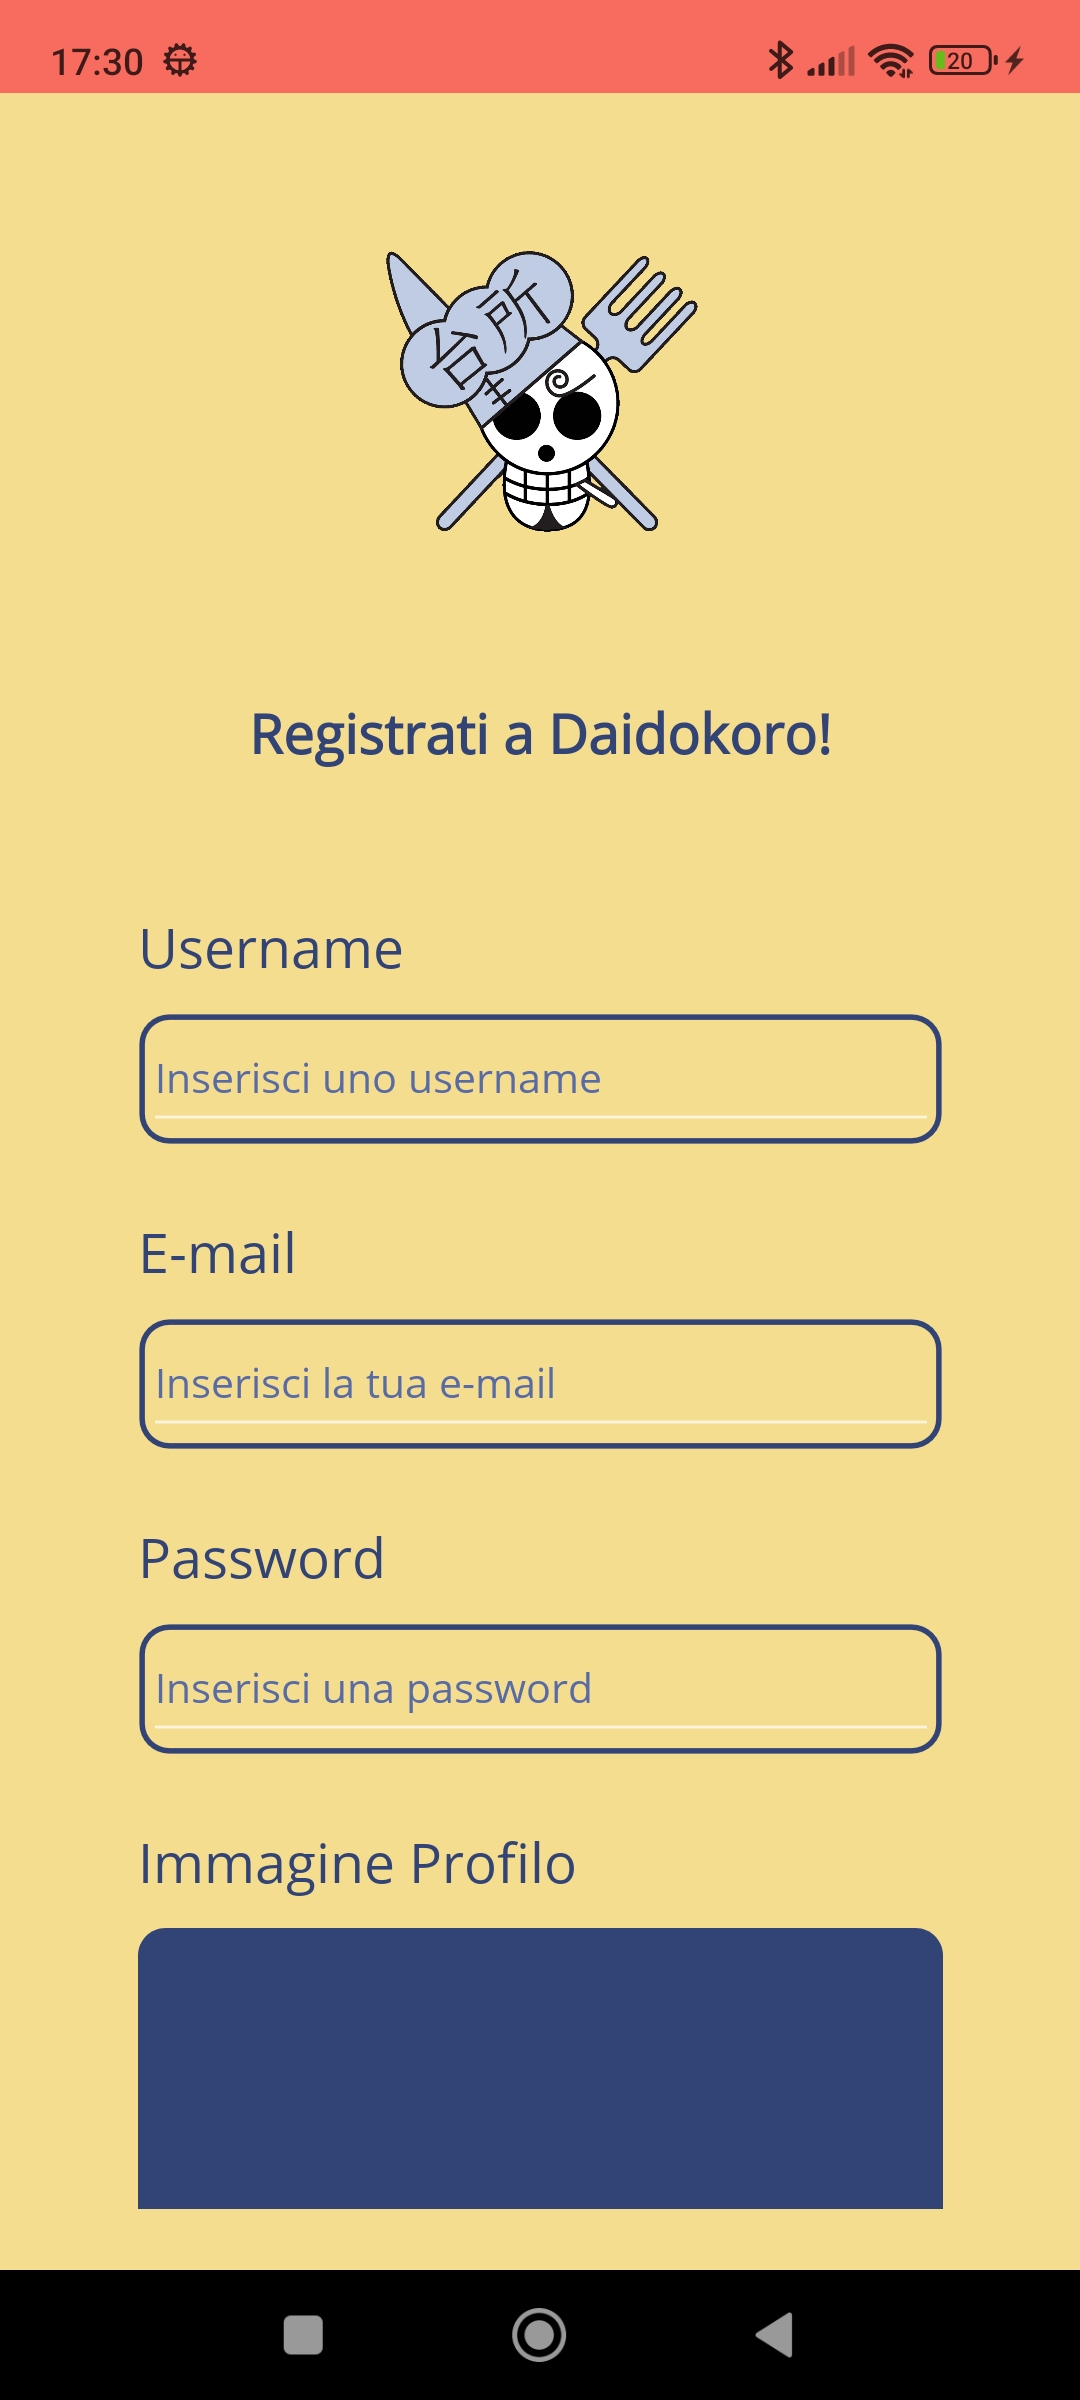 17:30
20
台所
Registrati a Daidokoro!
Username
Inserisci uno username
E-mail
Inserisci la tua e-mail
Password
Inserisci una password
Immagine Profilo